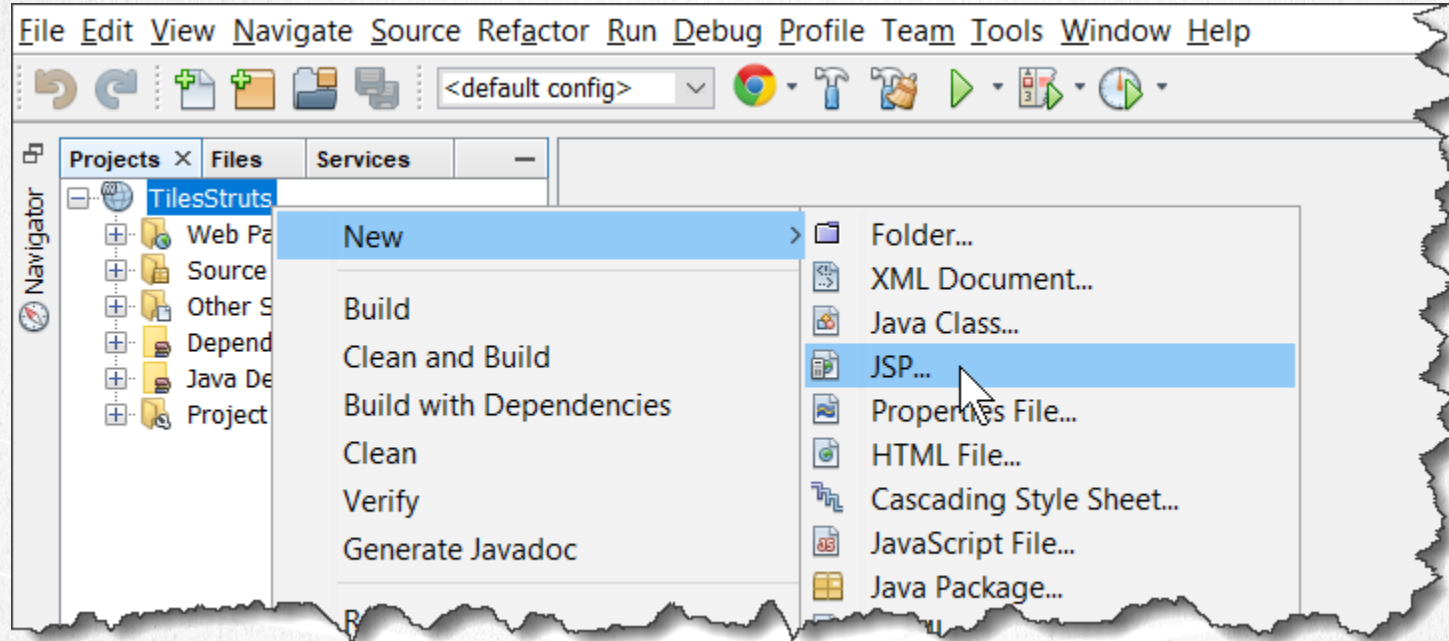 File Edit View Navigate Source Refactor Run Debug Profile Team Tools Window Help
<default config>
Projects Files Services
Navigator
TilesStruts
Web Pa
Source
Other S
Depend
Java De
Project
New
Build
Clean and Build
Build with Dependencies
Clean
Verify
Generate Javadoc
Folder...
XML Document...
Java Class...
JSP...
Properties File...
HTML File...
Cascading Style Sheet...
JavaScript File...
Java Package...